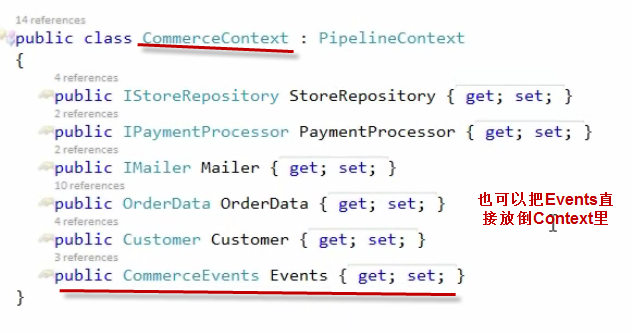 14 references
public class CommerceContext : PipelineContext
{
4 references
public IStoreRepository StoreRepository { get; set; }
2 references
public IPaymentProcessor PaymentProcessor { get; set; }
2 references
public IMailer Mailer { get; set; }
10 references
public OrderData OrderData { get; set; }
4 references
public Customer Customer { get; set; }
3 references
public CommerceEvents Events { get; set; }
}
也可以把Events直
接放倒Context里